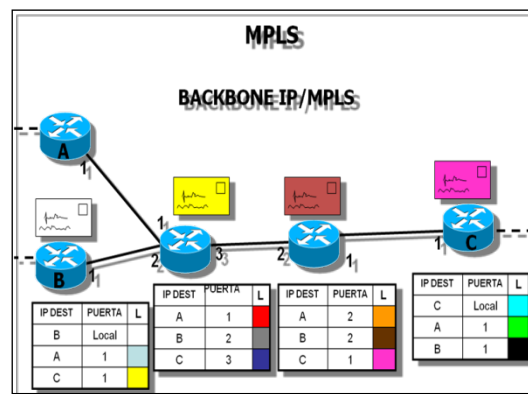 MPLS
BACKBONE IP/MPLS
A
1
B
1
1
2
3
2
1
C
1
IP DEST PUERTA L
B Local
A 1
C 1
IP DEST PUERTA L
A 1
B 2
C 3
IP DEST PUERTA L
A 2
B 2
C 1
IP DEST PUERTA L
C Local
A 1
B 1